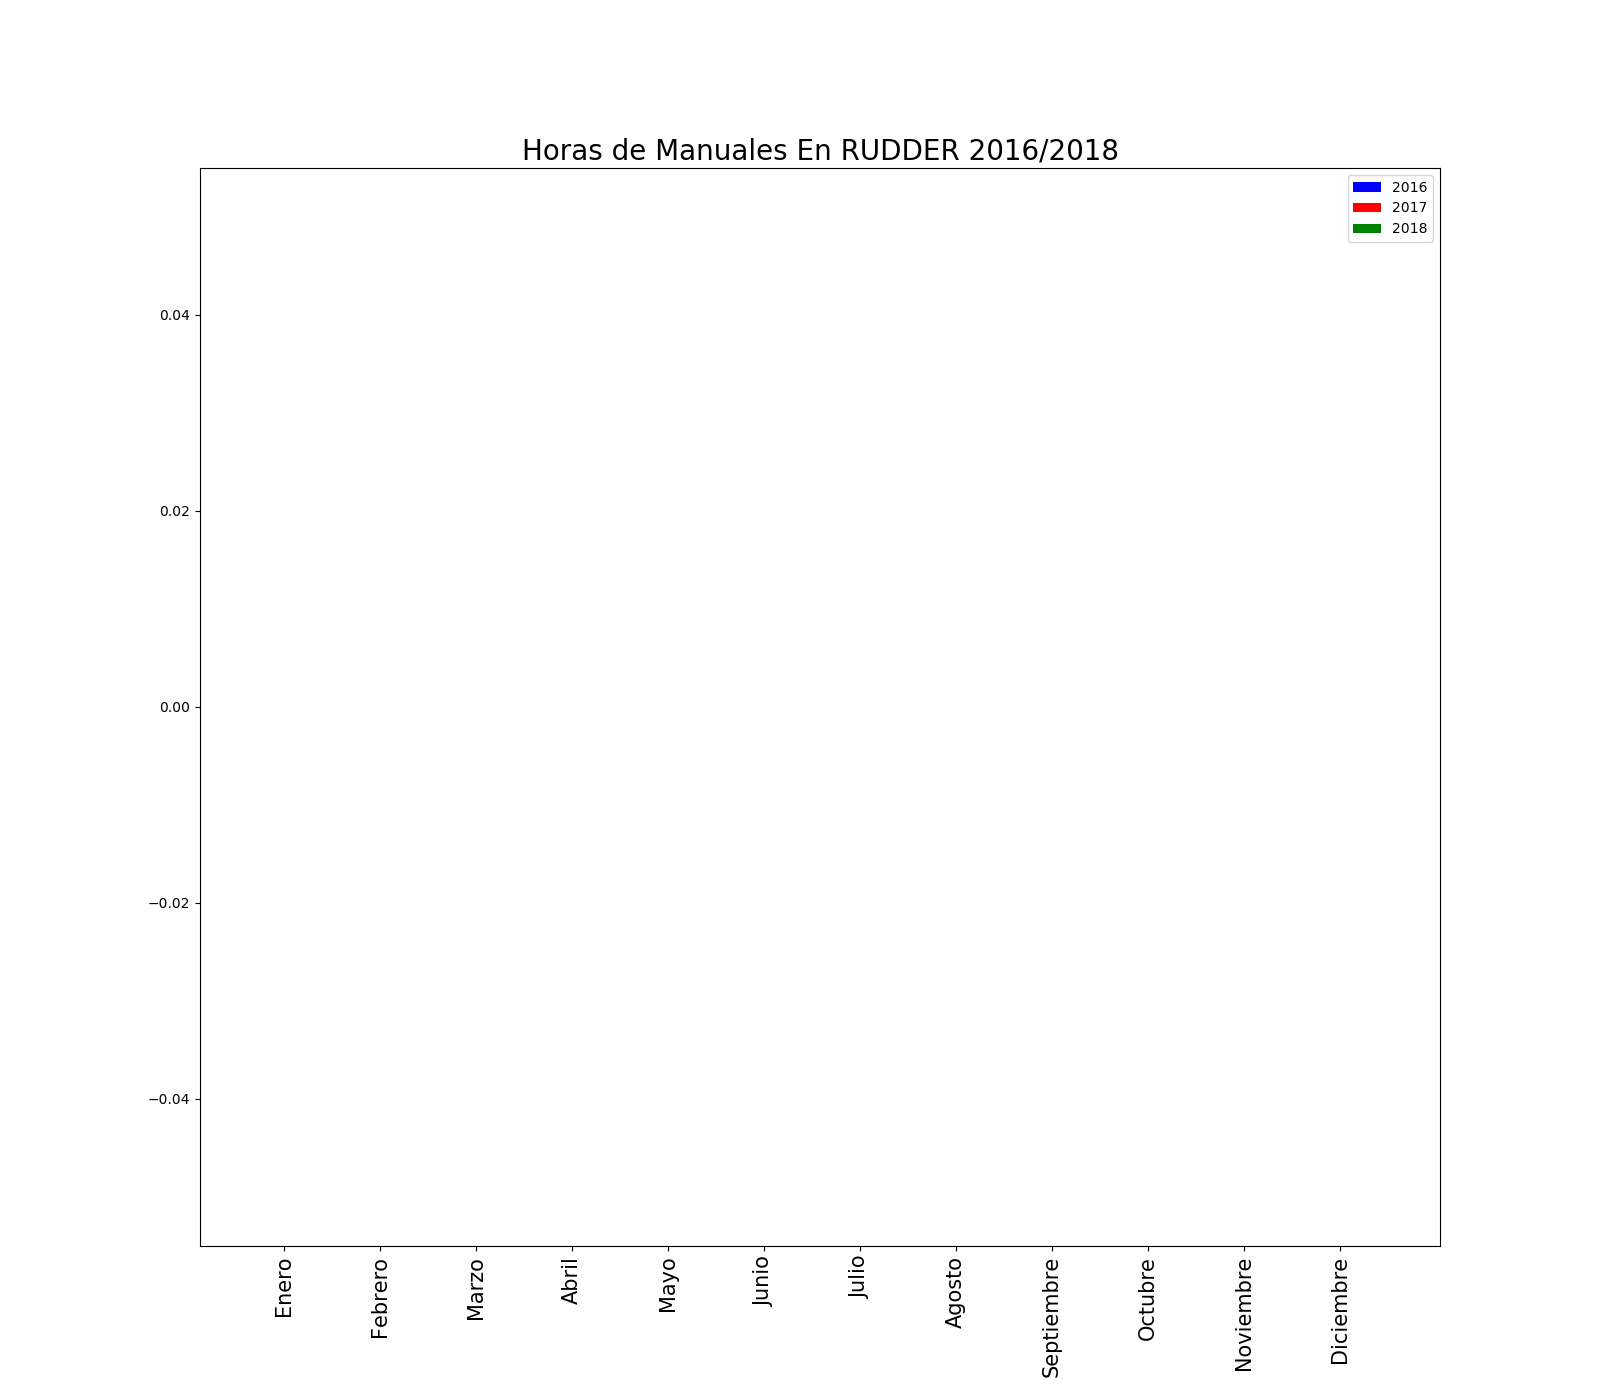 Horas de Manuales En RUDDER 2016/2018
2016
2017
2018
0.04
0.02
0.00
−0.02
−0.04
Enero
Febrero
Marzo
Abril
Mayo
Junio
Julio
Agosto
Septiembre
Octubre
Noviembre
Diciembre